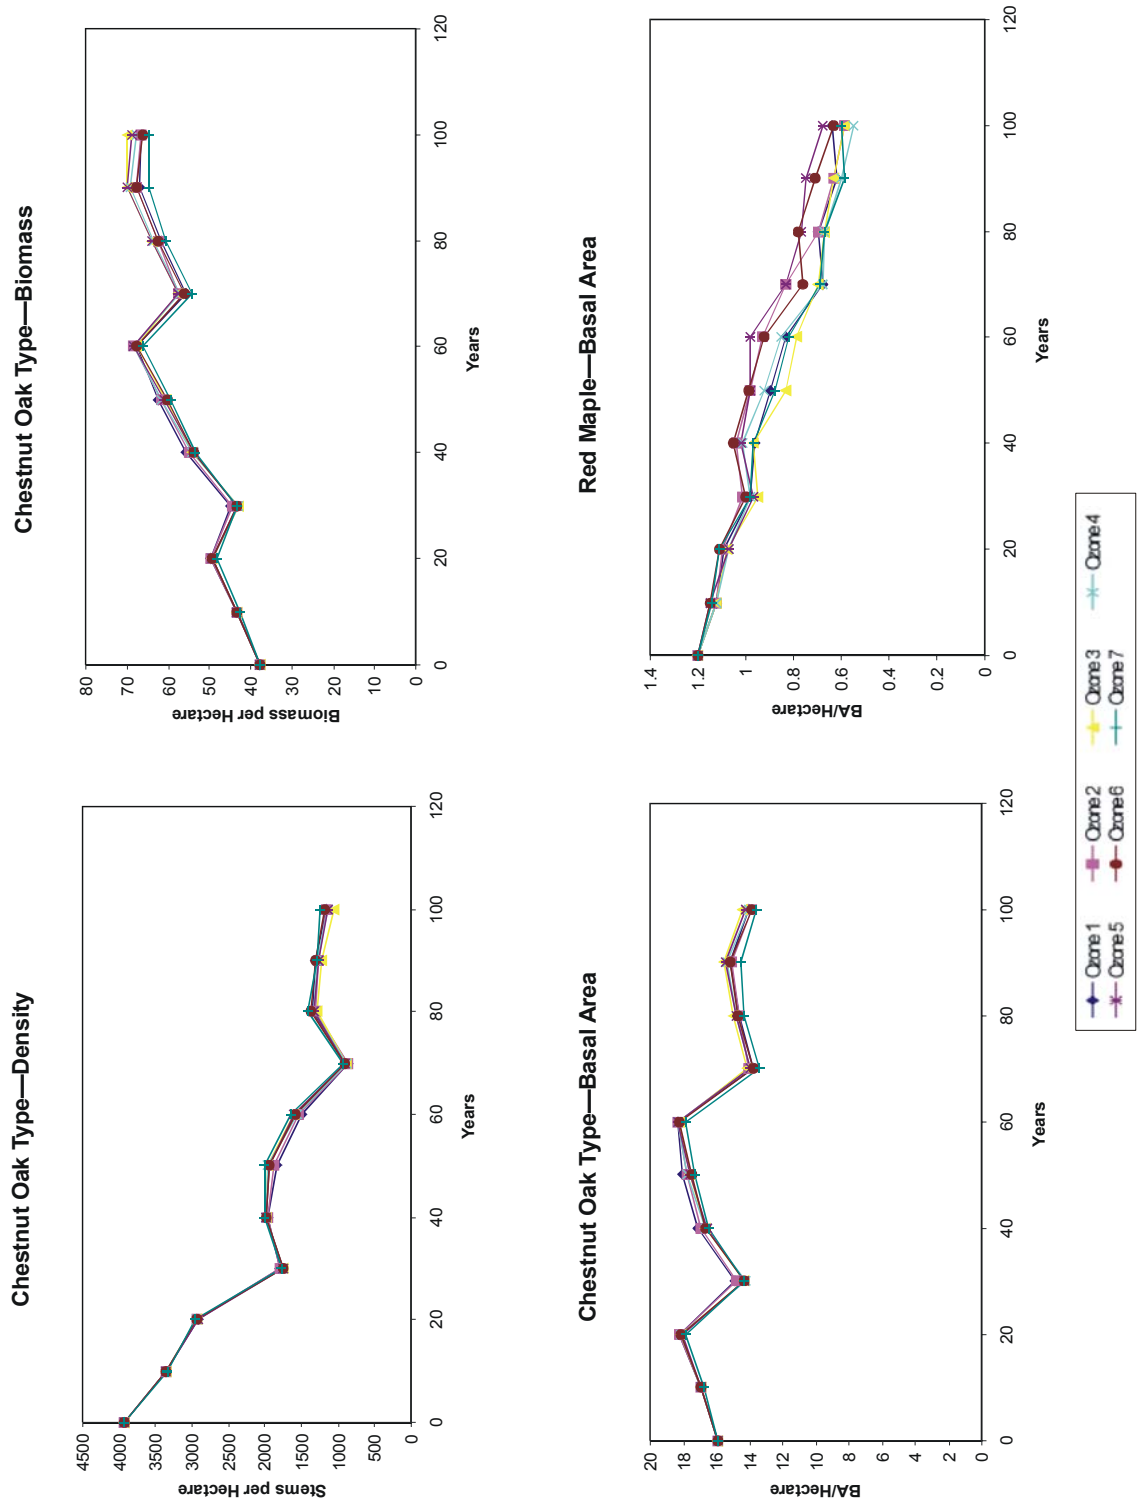 Chestnut Oak Type—Density
Stems per Hectare
4500
4000
3500
3000
2500
2000
1500
1000
500
0
0 20 40 60 80 100 120
Years
Chestnut Oak Type—Biomass
Biomass per Hectare
80
70
60
50
40
30
20
10
0
0 20 40 60 80 100 120
Years
Chestnut Oak Type—Basal Area
BA/Hectare
20
18
16
14
12
10
8
6
4
2
0
0 20 40 60 80 100 120
Years
Red Maple—Basal Area
BA/Hectare
1.4
1.2
1
0.8
0.6
0.4
0.2
0
0 20 40 60 80 100 120
Years
Ozone 1 Ozone 2 Ozone 3 Ozone 4
Ozone 5 Ozone 6 Ozone 7